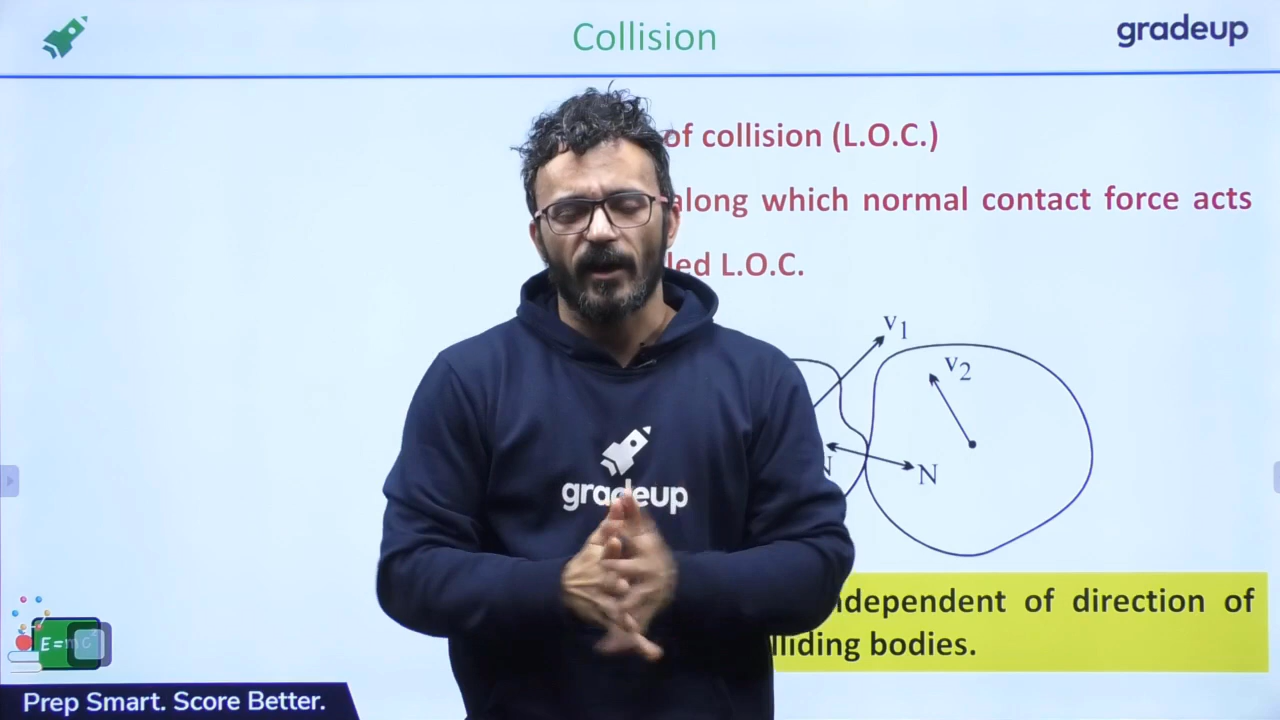 Collision
gradeup
of collision (L.O.C.)
along which normal contact force acts
led L.O.C.
v1
v2
N
gradeup
ndependent of direction of
lliding bodies.
E=mc²
Prep Smart. Score Better.